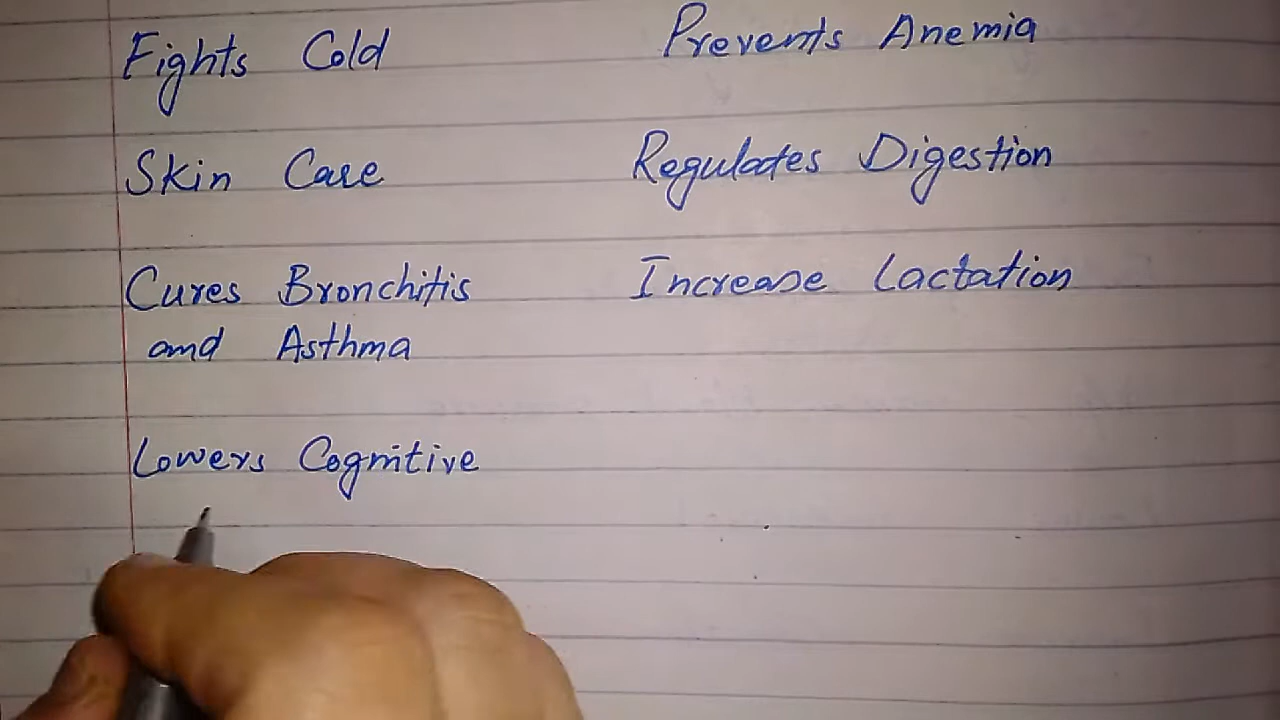 Fights Cold
Prevents Anemia
Skin Care
Regulates Digestion
Cures Bronchitis
and Asthma
Increase Lactation
Lowers Cognitive